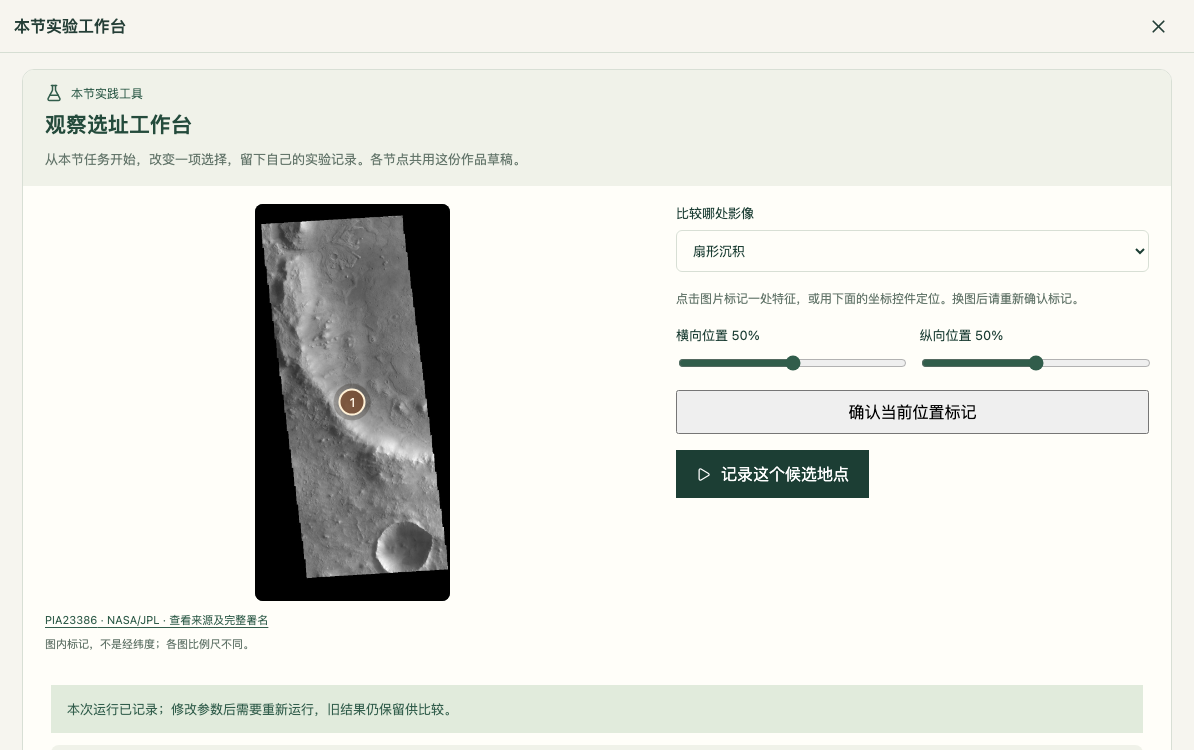 本节实验工作台
本节实践工具
观察选址工作台
从本节任务开始，改变一项选择，留下自己的实验记录。各节点共用这份作品草稿。
1
PIA23386 · NASA/JPL · 查看来源及完整署名
图内标记，不是经纬度；各图比例尺不同。
比较哪处影像
扇形沉积
点击图片标记一处特征，或用下面的坐标控件定位。换图后请重新确认标记。
横向位置 50%
纵向位置 50%
确认当前位置标记
记录这个候选地点
本次运行已记录；修改参数后需要重新运行，旧结果仍保留供比较。